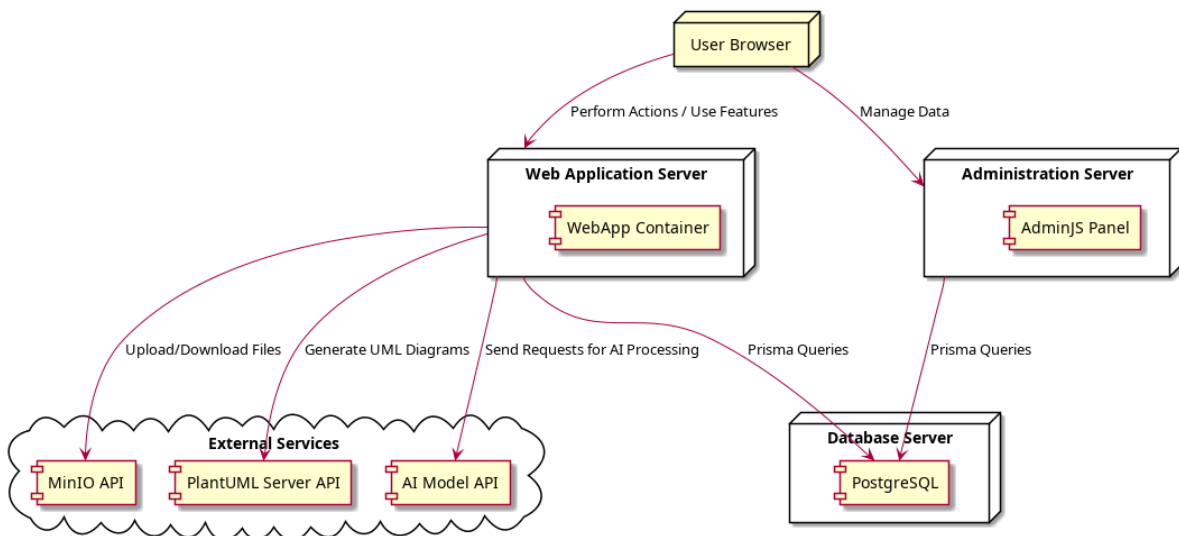 User Browser
Perform Actions / Use Features
Manage Data
Web Application Server
Administration Server
WebApp Container
AdminJS Panel
Upload/Download Files
Generate UML Diagrams
Send Requests for AI Processing
Prisma Queries
Prisma Queries
External Services
Database Server
MinIO API
PlantUML Server API
AI Model API
PostgreSQL